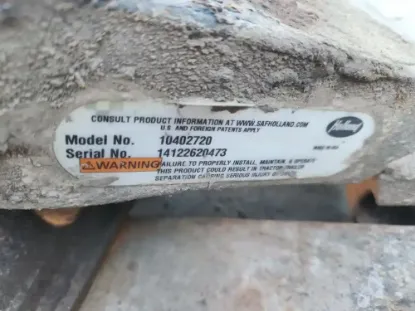 CONSULT PRODUCT INFORMATION AT WWW.SAFHOLLAND.COM
U.S. AND FOREIGN PATENTS APPLY
Model No. 10402720
Serial No. 14122620473
WARNING
FAILURE TO PROPERLY INSTALL, MAINTAIN & OPERATE
THIS PRODUCT COULD RESULT IN TRACTOR/TRAILER
SEPARATION CAUSING SERIOUS INJURY OR DEATH